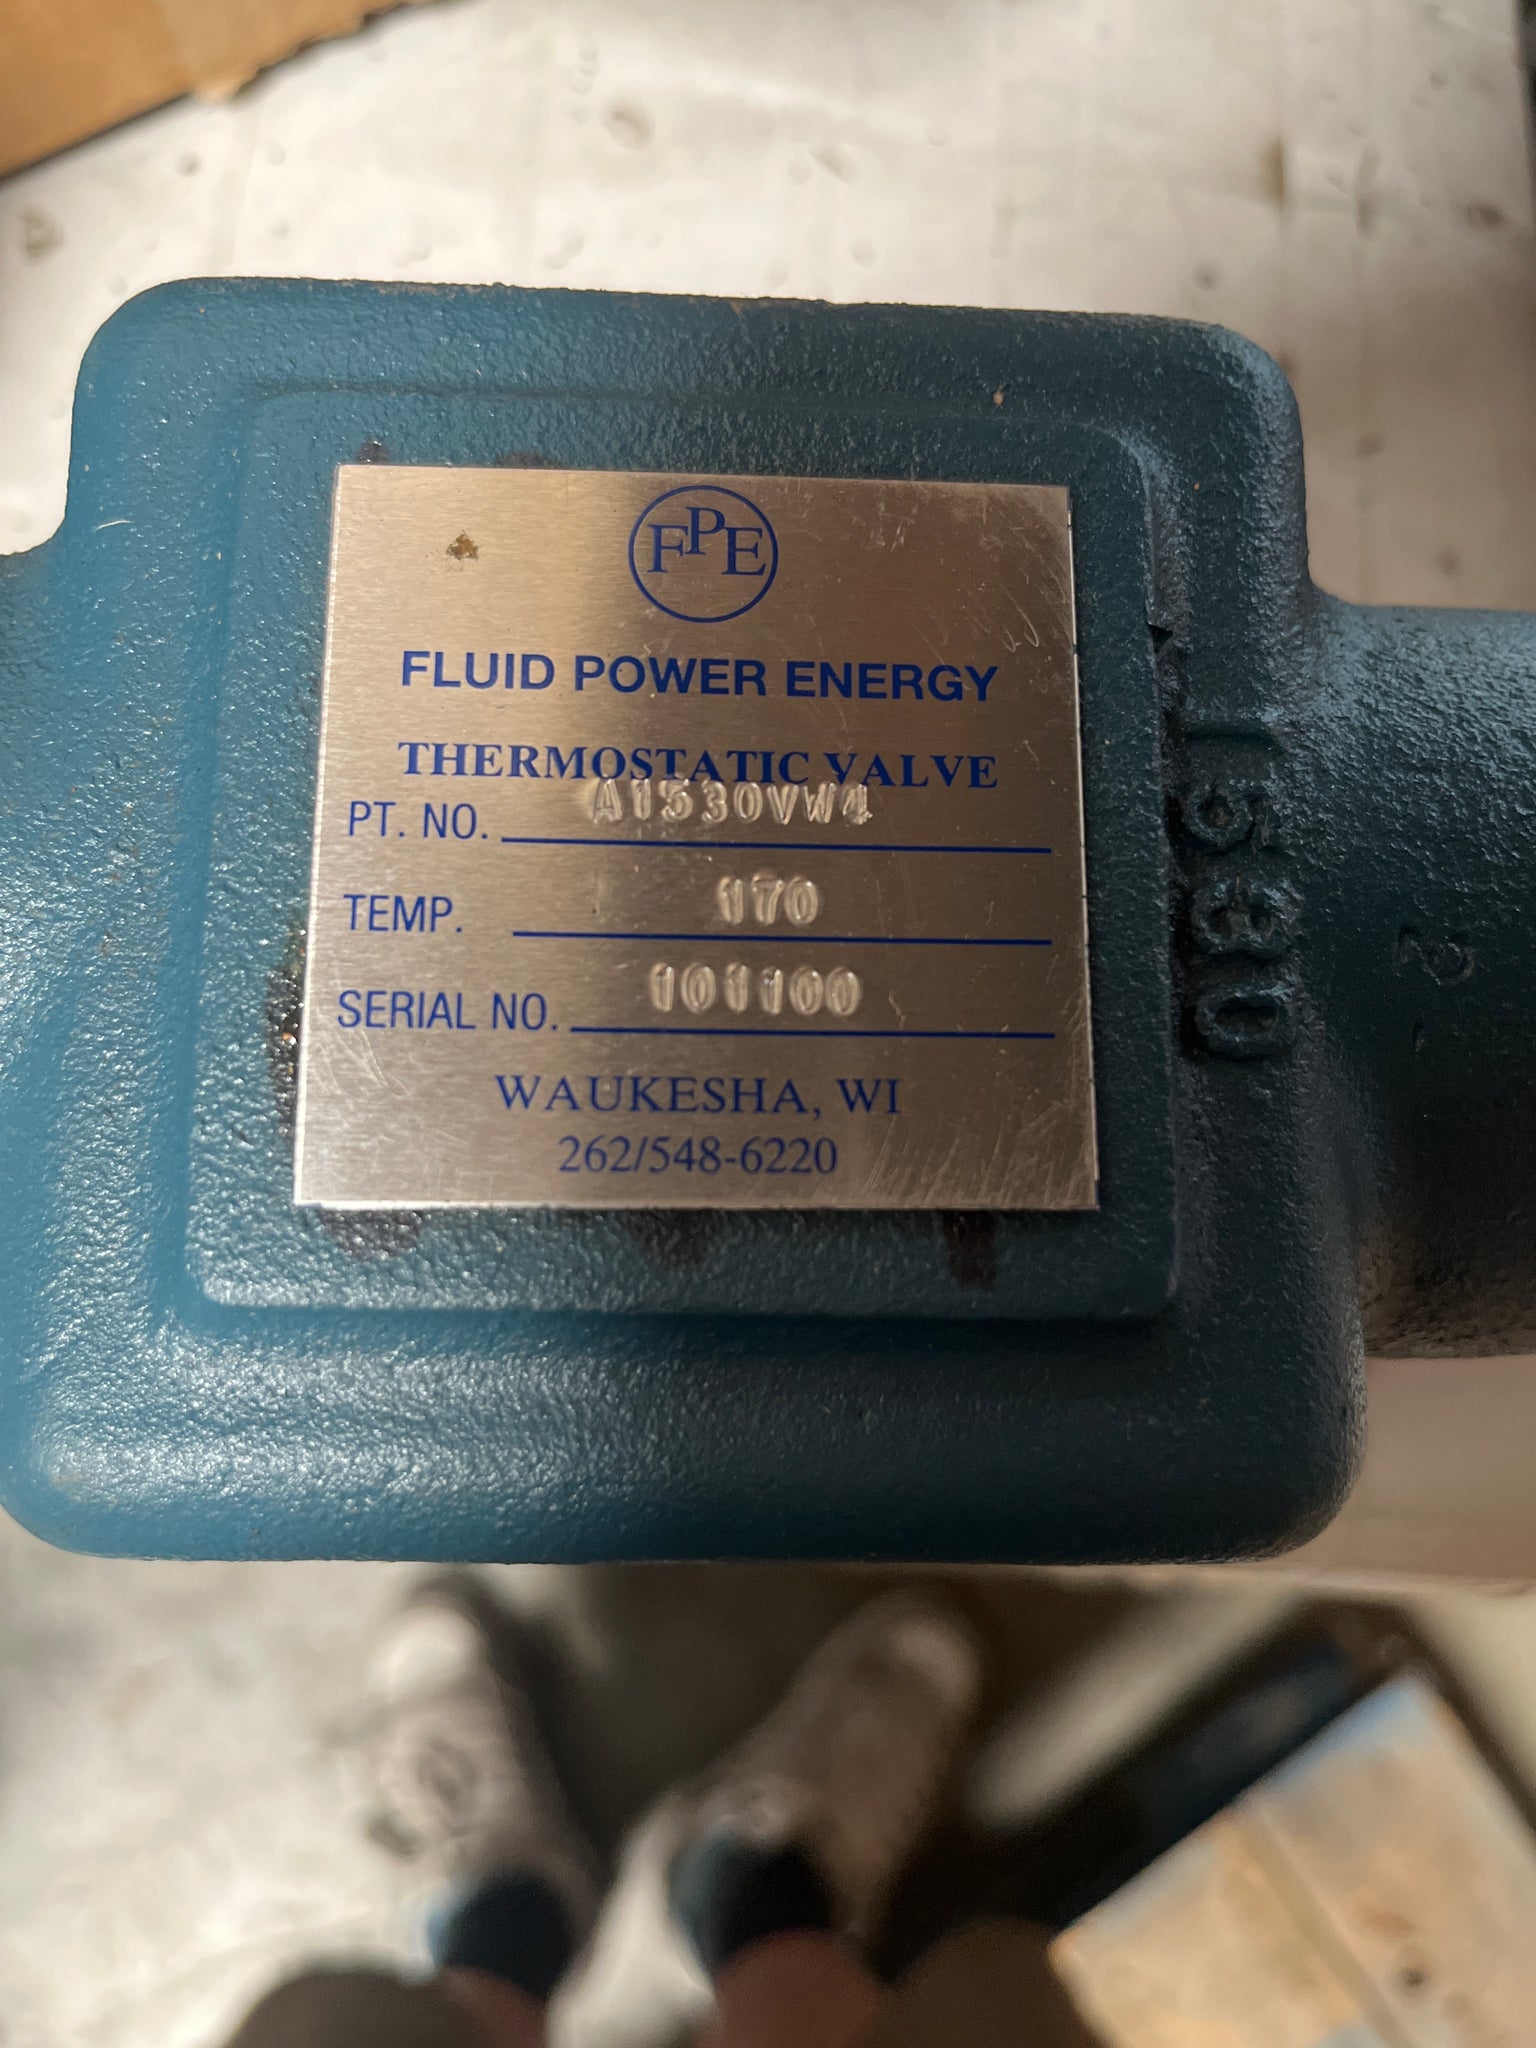 FPE
FLUID POWER ENERGY
THERMOSTATIC VALVE
PT. NO. A1530VW4
TEMP. 170
SERIAL NO. 101100
WAUKESHA, WI
262/548-6220
1530